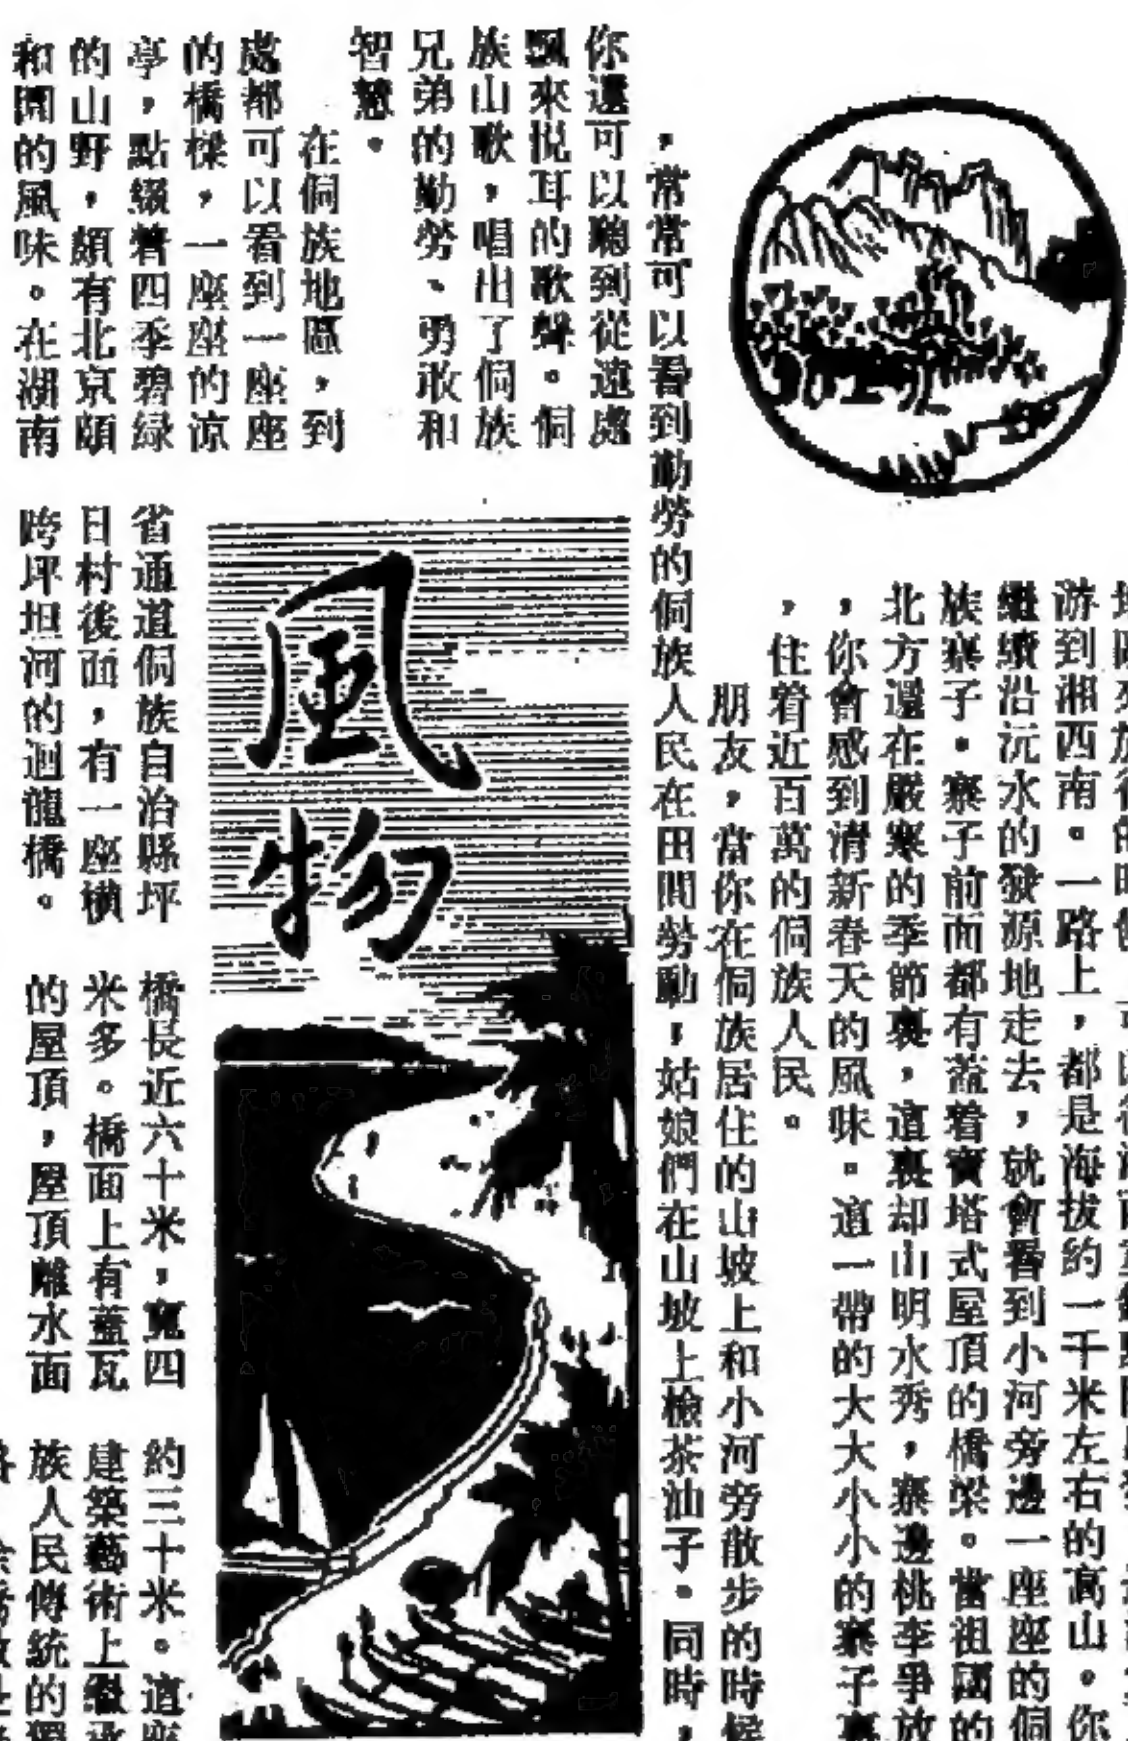 游到湘西南。一路上，都是海拔約一千米左右的高山。你
繼續沿沅水的發源地走去，就會看到小河旁邊一座座的侗
族寨子。寨子前面都有蓋着寶塔式屋頂的橋梁。當祖國的
北方還在嚴寒的季節裏，這裏却山明水秀，寨邊桃李爭放
，你會感到清新春天的風味。這一帶的大大小小的寨子裏
，住着近百萬的侗族人民。
朋友，當你在侗族居住的山坡上和小河旁散步的時候
，常常可以看到勤勞的侗族人民在田間勞動，姑娘們在山坡上檢茶油子。同時，
你還可以聽到從遠處
飄來悅耳的歌聲。侗
族山歌，唱出了侗族
兄弟的勤勞、勇敢和
智慧。
在侗族地區，到
處都可以看到一座座
的橋樑，一座座的涼
亭，點綴着四季碧綠
的山野，頗有北京頤
和園的風味。在湖南
風物
省通道侗族自治縣坪
日村後面，有一座橫
跨坪坦河的迴龍橋。
橋長近六十米，寬四
米多。橋面上有蓋瓦
的屋頂，屋頂離水面
約三十米。這座
建築藝術上繼承
族人民傳統的獨